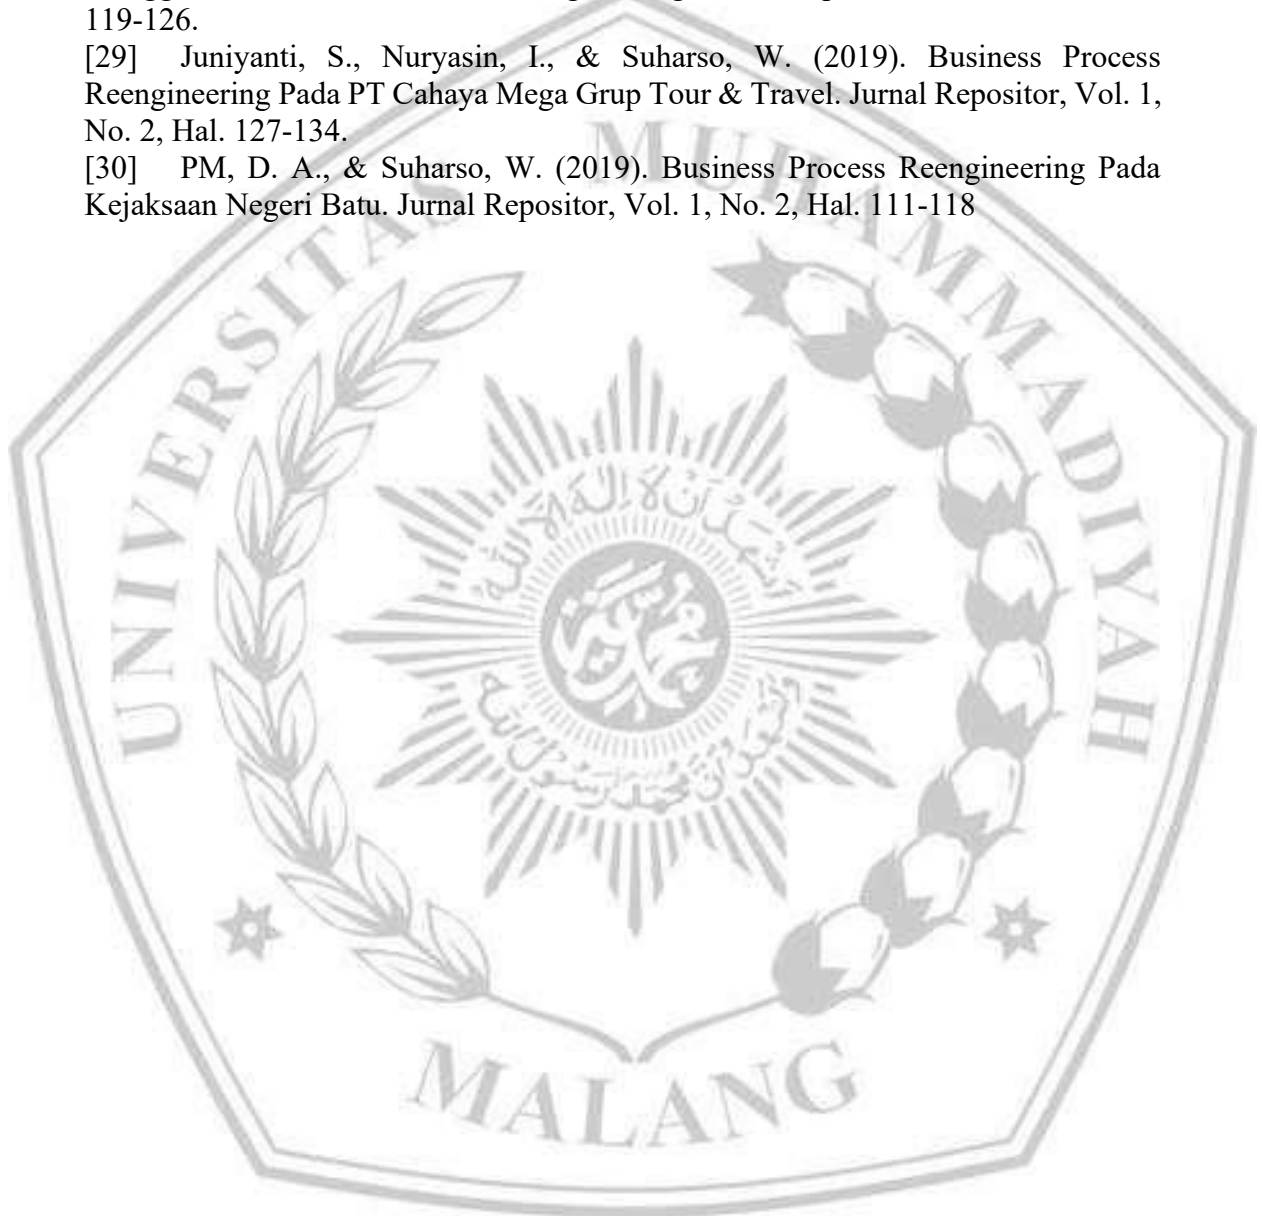 119-126.
[29] Juniyanti, S., Nuryasin, I., & Suharso, W. (2019). Business Process
Reengineering Pada PT Cahaya Mega Grup Tour & Travel. Jurnal Repositor, Vol. 1,
No. 2, Hal. 127-134.
[30] PM, D. A., & Suharso, W. (2019). Business Process Reengineering Pada
Kejaksaan Negeri Batu. Jurnal Repositor, Vol. 1, No. 2, Hal. 111-118
UNIVERSITAS MUHAMMADIYAH
MALANG